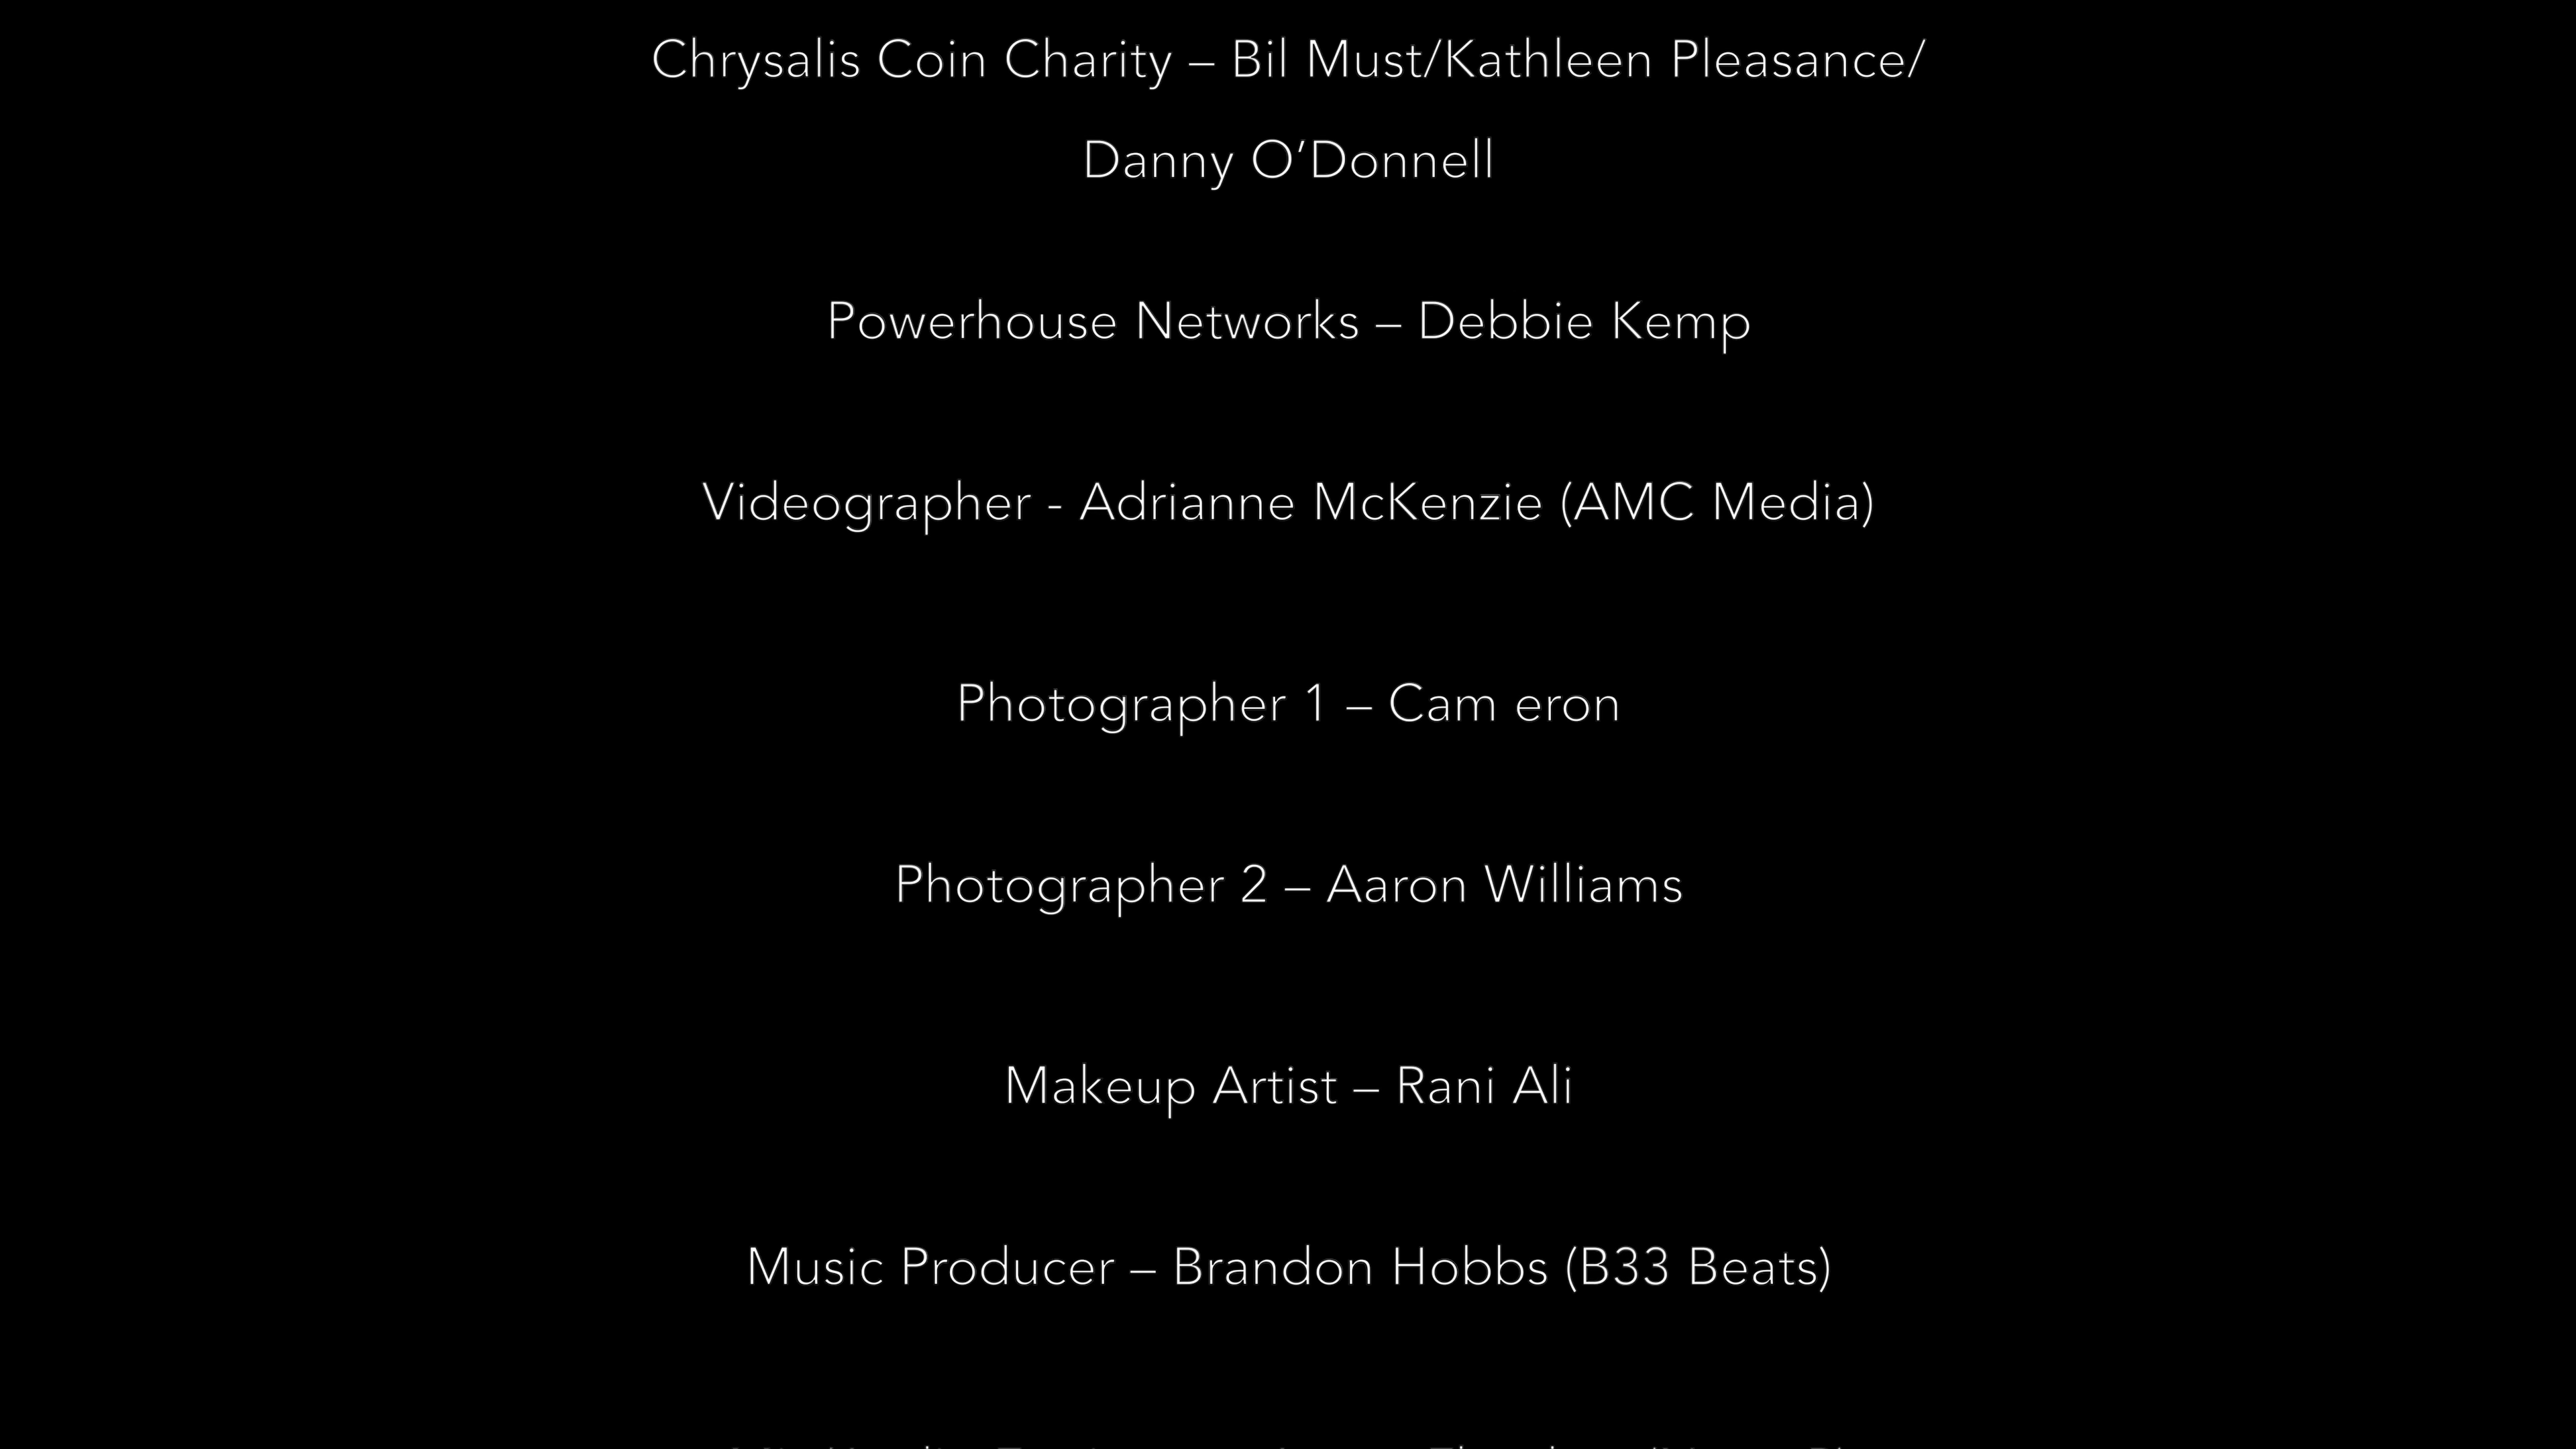 Chrysalis Coin Charity – Bil Must/Kathleen Pleasance/
Danny O’Donnell
Powerhouse Networks – Debbie Kemp
Videographer - Adrianne McKenzie (AMC Media)
Photographer 1 – Cam eron
Photographer 2 – Aaron Williams
Makeup Artist – Rani Ali
Music Producer – Brandon Hobbs (B33 Beats)